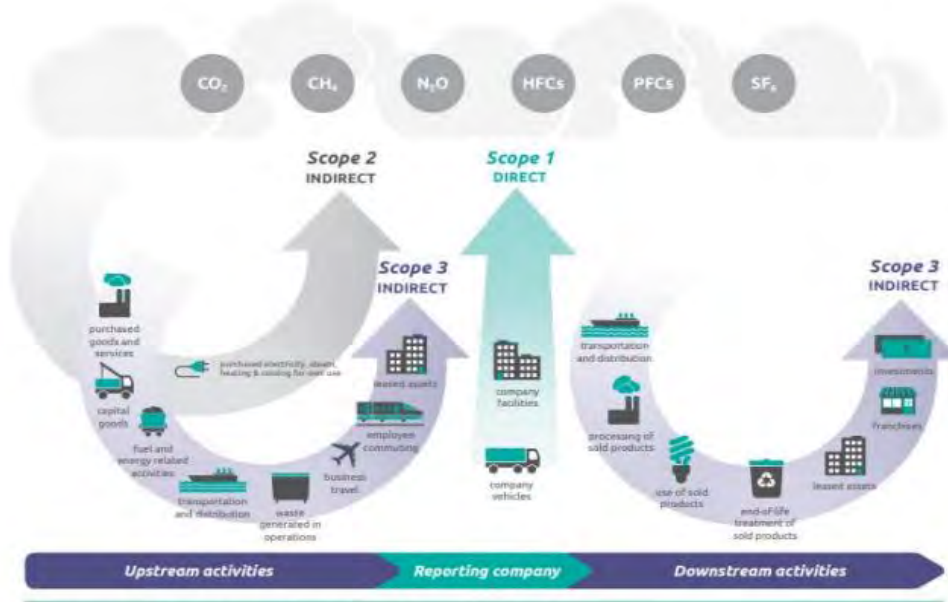 CO₂
CH₄
N₂O
HFCs
PFCs
SF₆
Scope 2
INDIRECT
Scope 1
DIRECT
Scope 3
INDIRECT
Scope 3
INDIRECT
purchased
goods and
services
capital
goods
fuel and
energy related
activities
transportation
and distribution
waste
generated in
operations
business
travel
employee
commuting
leased assets
purchased electricity, steam,
heating & cooling for own use
company
facilities
company
vehicles
transportation
and distribution
processing of
sold products
use of sold
products
end-of-life
treatment of
sold products
leased assets
franchises
investments
Upstream activities
Reporting company
Downstream activities